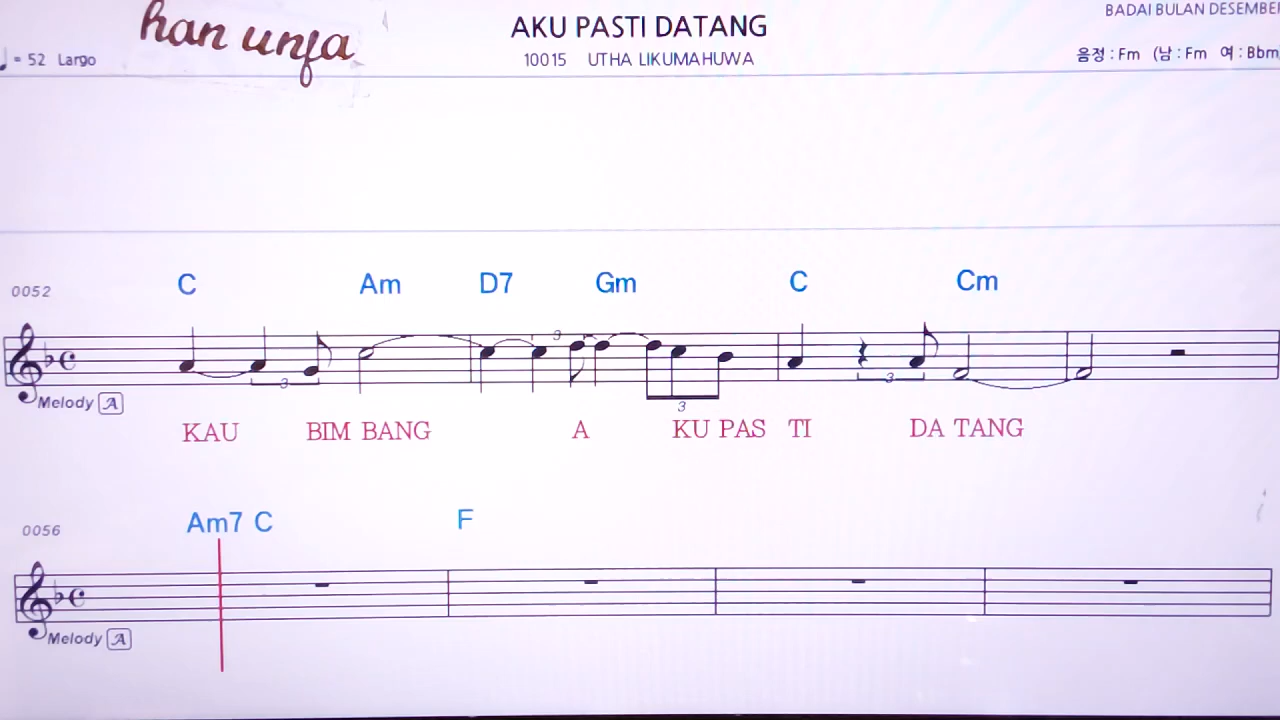 han unfa
AKU PASTI DATANG
BADAI BULAN DESEMBER
♩ = 52 Largo
10015 UTHA LIKUMAHUWA
음정 : Fm (남 : Fm 여 : Bbm
C Am D7 Gm C Cm
0052
3 3 3 3
Melody A
KAU BIM BANG A KU PAS TI DA TANG
Am7 C F
0056
Melody A